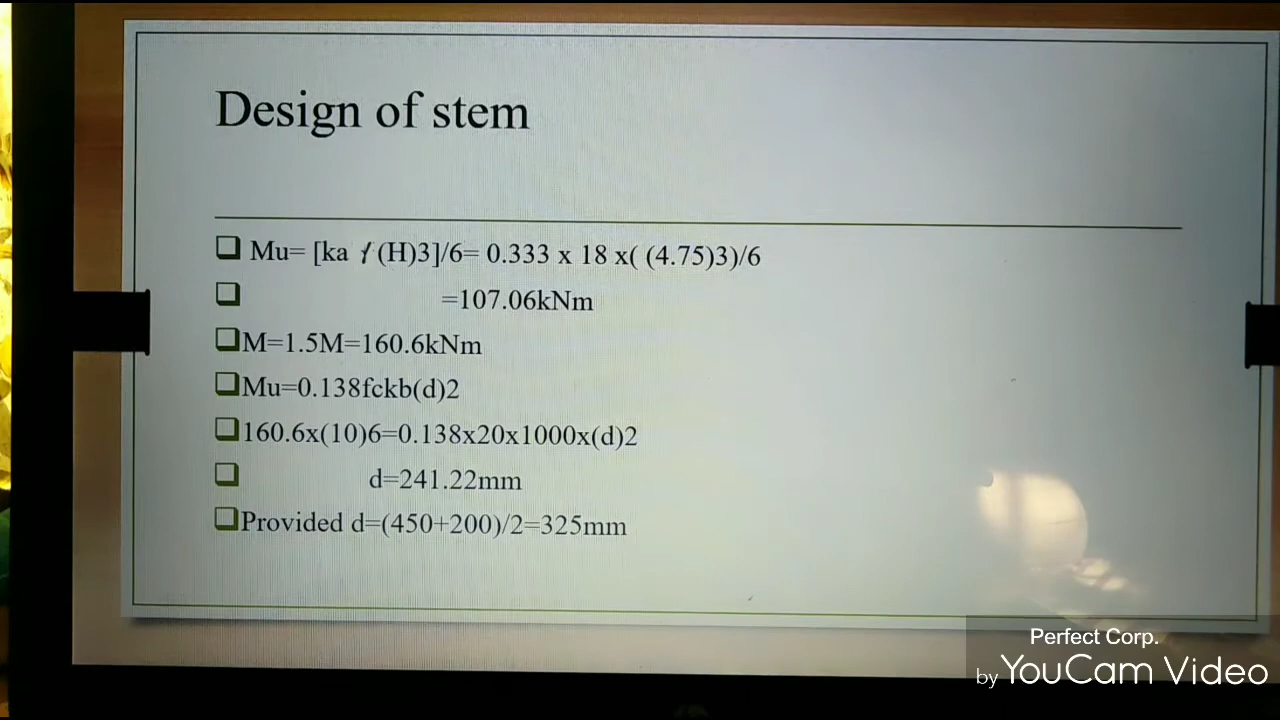 Design of stem
Mu= [ka ɤ (H)3]/6= 0.333 x 18 x( (4.75)3)/6
=107.06kNm
M=1.5M=160.6kNm
Mu=0.138fckb(d)2
160.6x(10)6=0.138x20x1000x(d)2
d=241.22mm
Provided d=(450+200)/2=325mm
Perfect Corp.
by YouCam Video